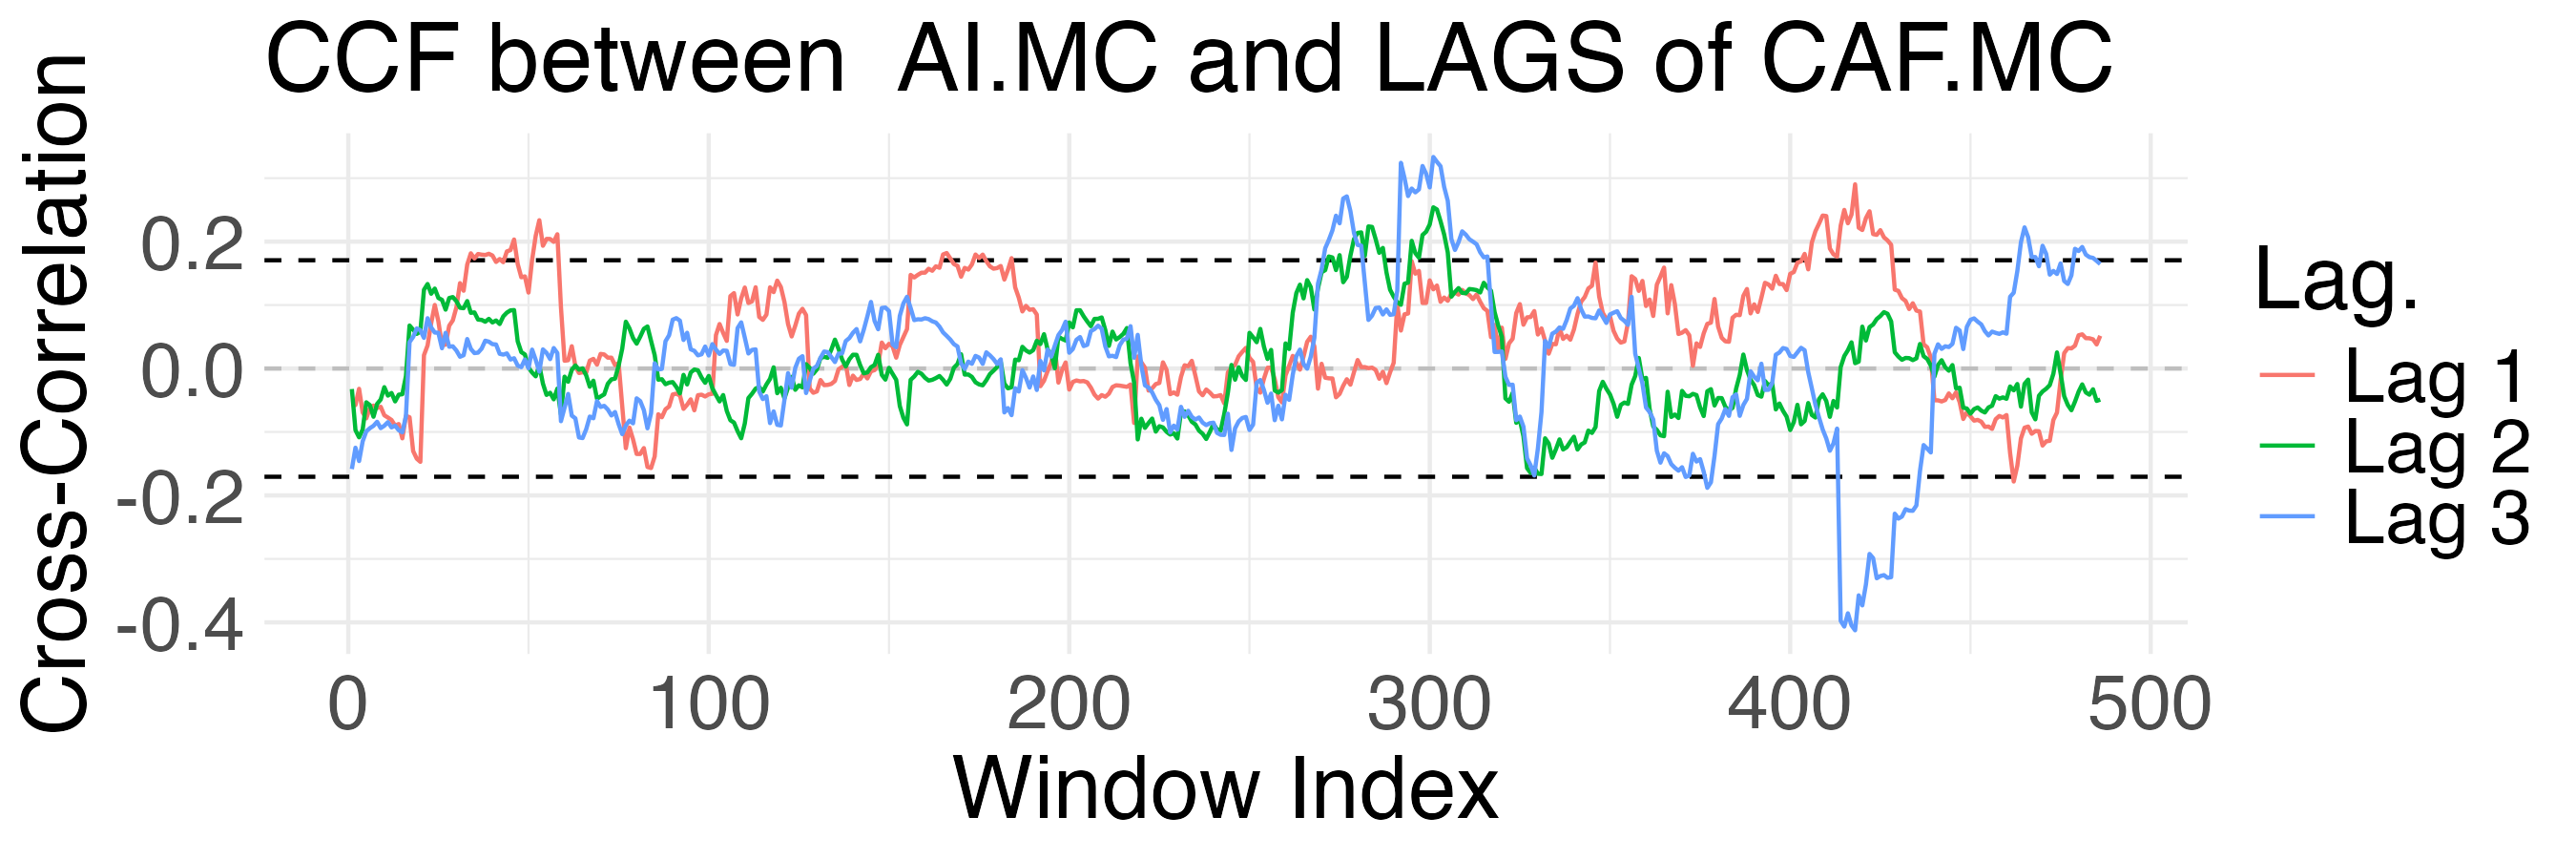 CCF between  AI.MC and LAGS of CAF.MC
Cross-Correlation
0.2
0.0
-0.2
-0.4
0 100 200 300 400 500
Window Index
Lag.
Lag 1
Lag 2
Lag 3